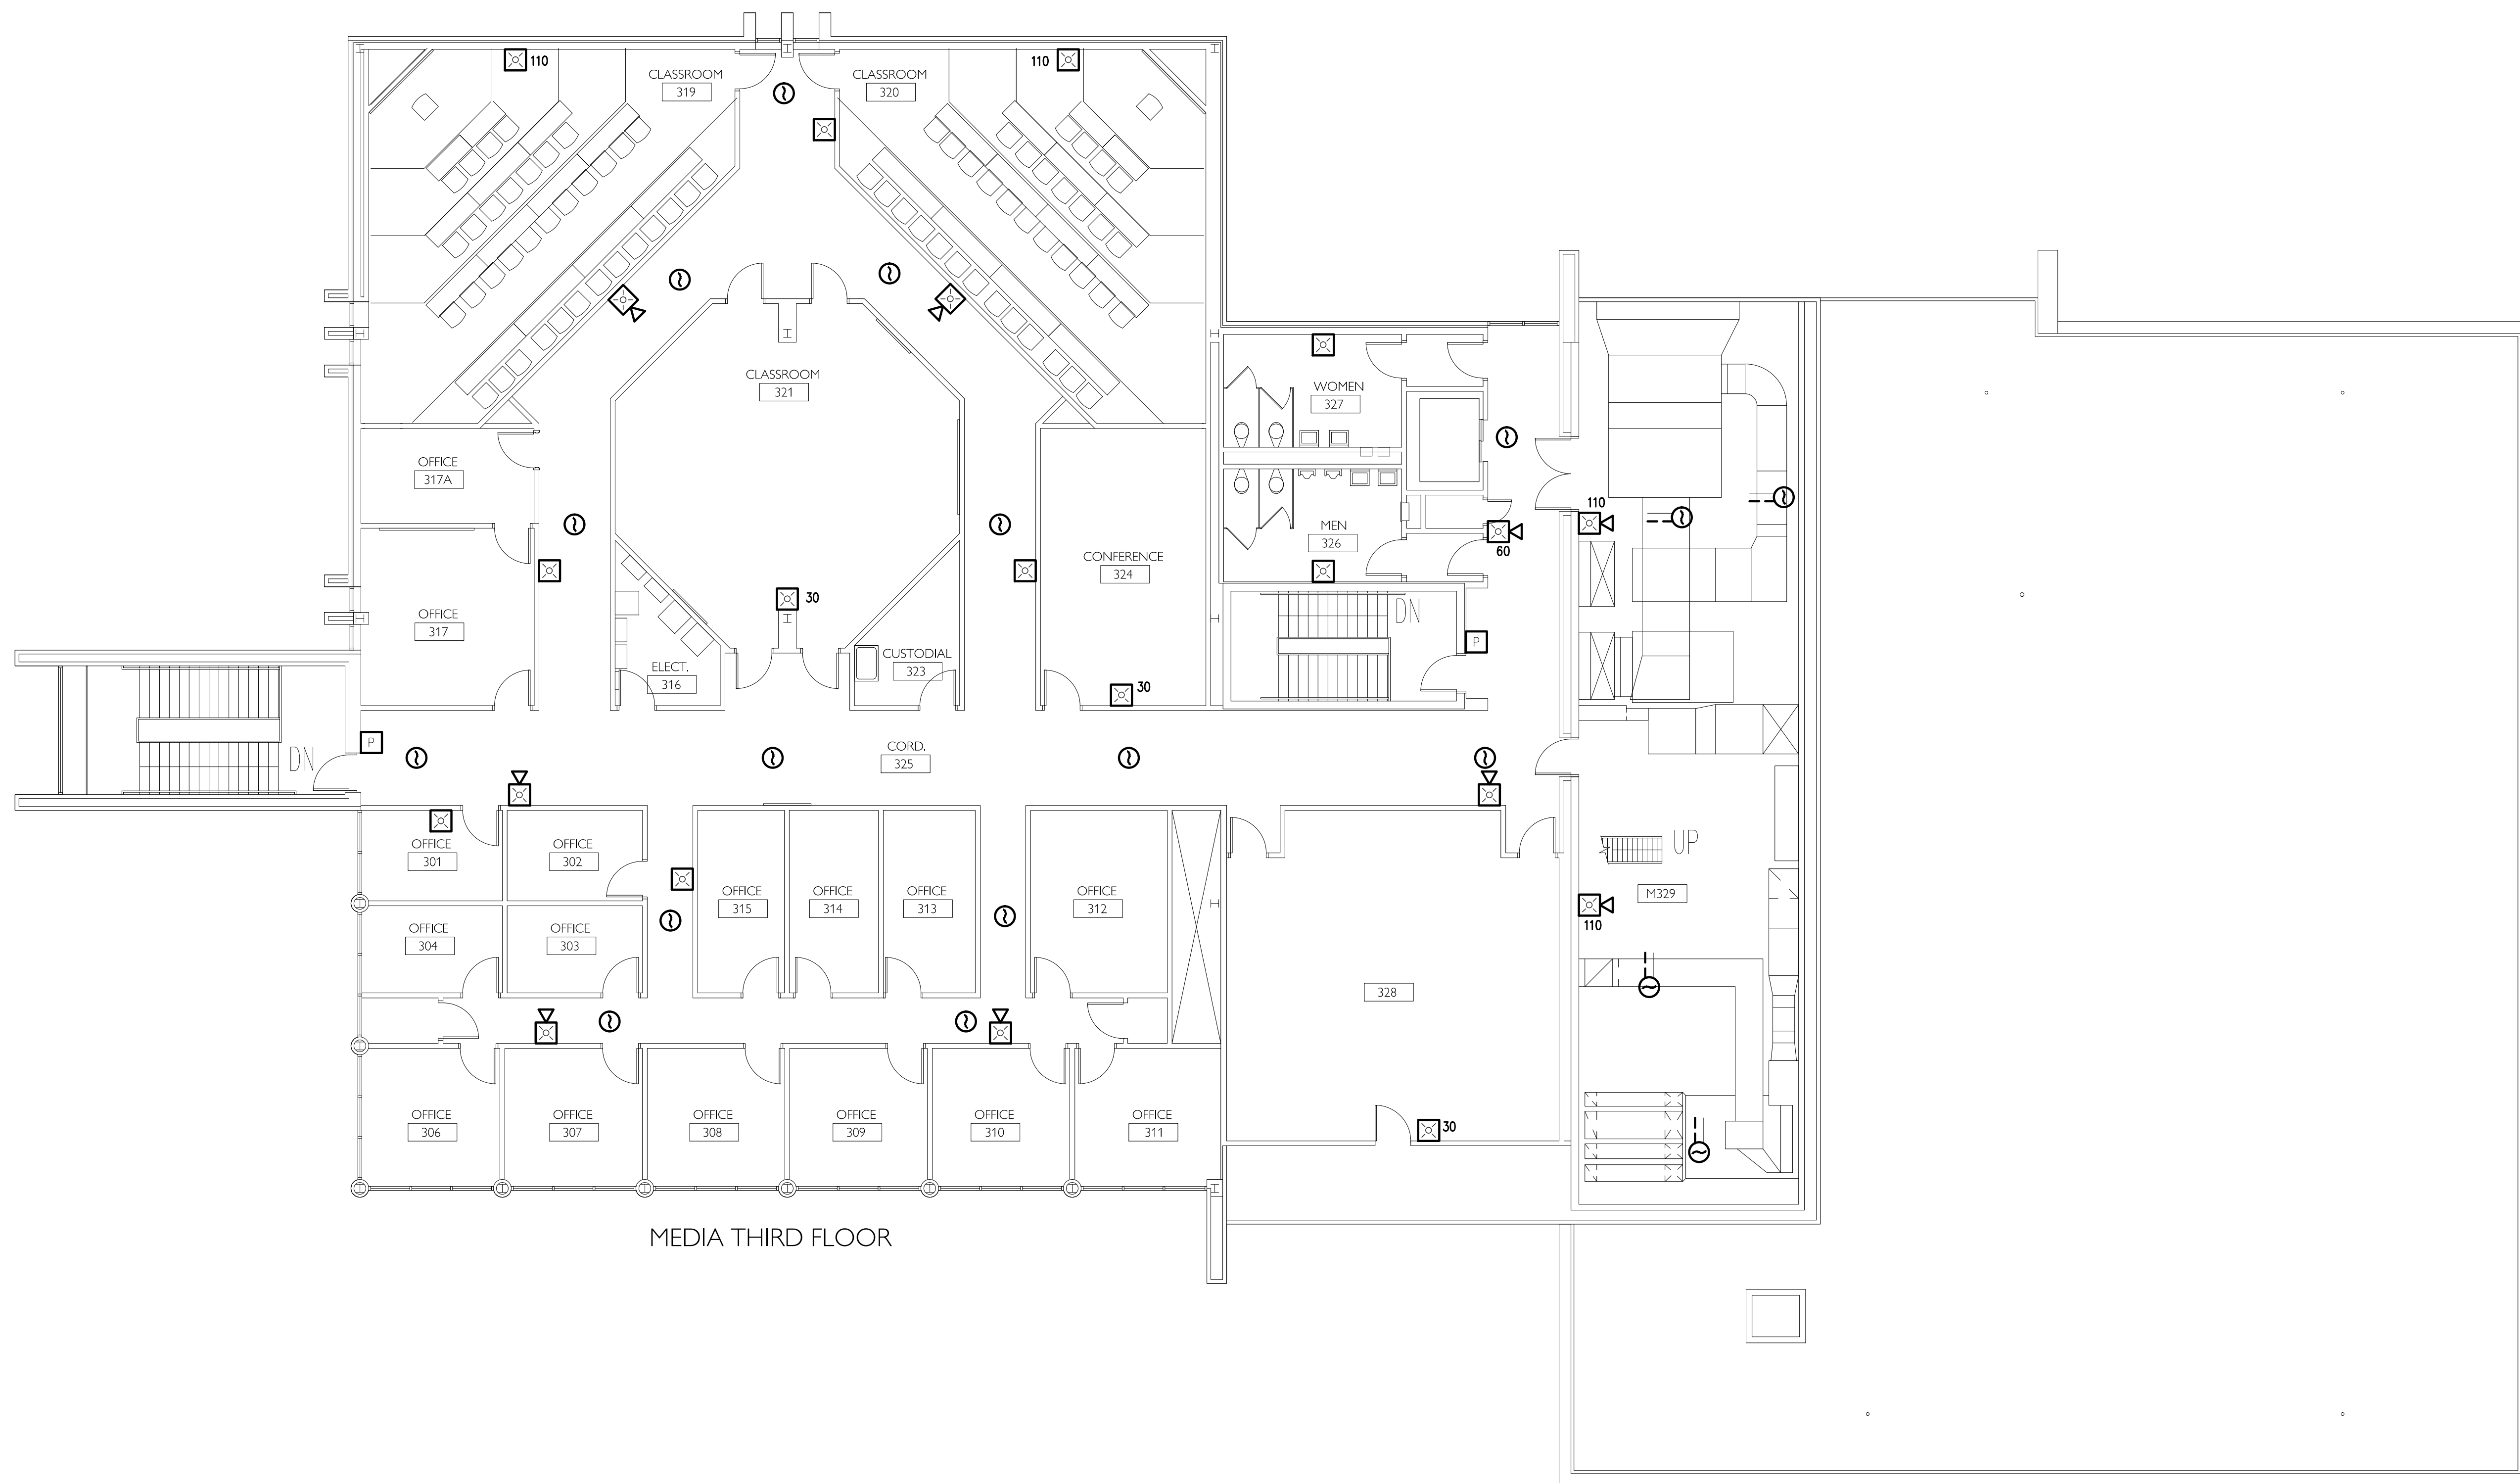 110
CLASSROOM
319
CLASSROOM
320
110
CLASSROOM
321
WOMEN
327
OFFICE
317A
110
MEN
326
60
CONFERENCE
324
30
OFFICE
317
DN
P
CUSTODIAL
323
ELECT.
316
30
P
DN
CORD.
325
OFFICE
301
OFFICE
302
UP
OFFICE
315
OFFICE
314
OFFICE
313
OFFICE
312
M329
110
OFFICE
304
OFFICE
303
328
OFFICE
306
OFFICE
307
OFFICE
308
OFFICE
309
OFFICE
310
OFFICE
311
30
MEDIA THIRD FLOOR